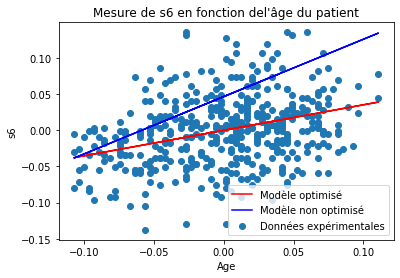 Mesure de s6 en fonction del'âge du patient
0.10
0.05
0.00
−0.05
−0.10
−0.15
s6
−0.10
−0.05
0.00
0.05
0.10
Age
Modèle optimisé
Modèle non optimisé
Données expérimentales